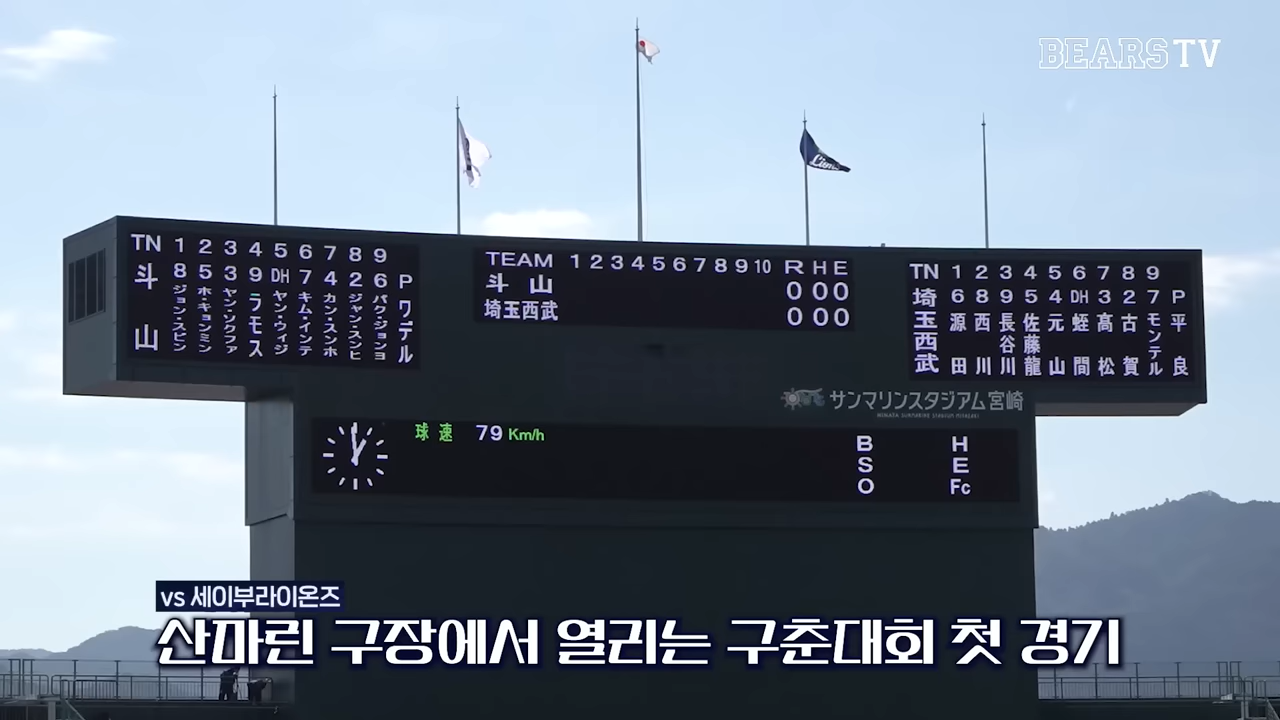 BEARS TV
Lions
TN 1 2 3 4 5 6 7 8 9
斗山 8 5 3 9 DH 7 4 2 6 P
ジョン・スビン ホ・キョンミン ヤン・ソクファン ラモス ヤン・ウィジ キム・インテ カン・スンホ ジャン・スンヒ パク・ジョンヨ ワデル
TEAM 1 2 3 4 5 6 7 8 9 10 R H E
斗山 0 0 0
埼玉西武 0 0 0
TN 1 2 3 4 5 6 7 8 9
埼玉西武 6 8 9 5 4 DH 3 2 7 P
源田 西川 長谷川 佐藤龍 元山 蛭間 高松 古賀 モンテル 平良
サンマリンスタジアム宮崎
球速 79 Km/h
B H
S E
O Fc
vs 세이부라이온즈
산마린 구장에서 열리는 구춘대회 첫 경기